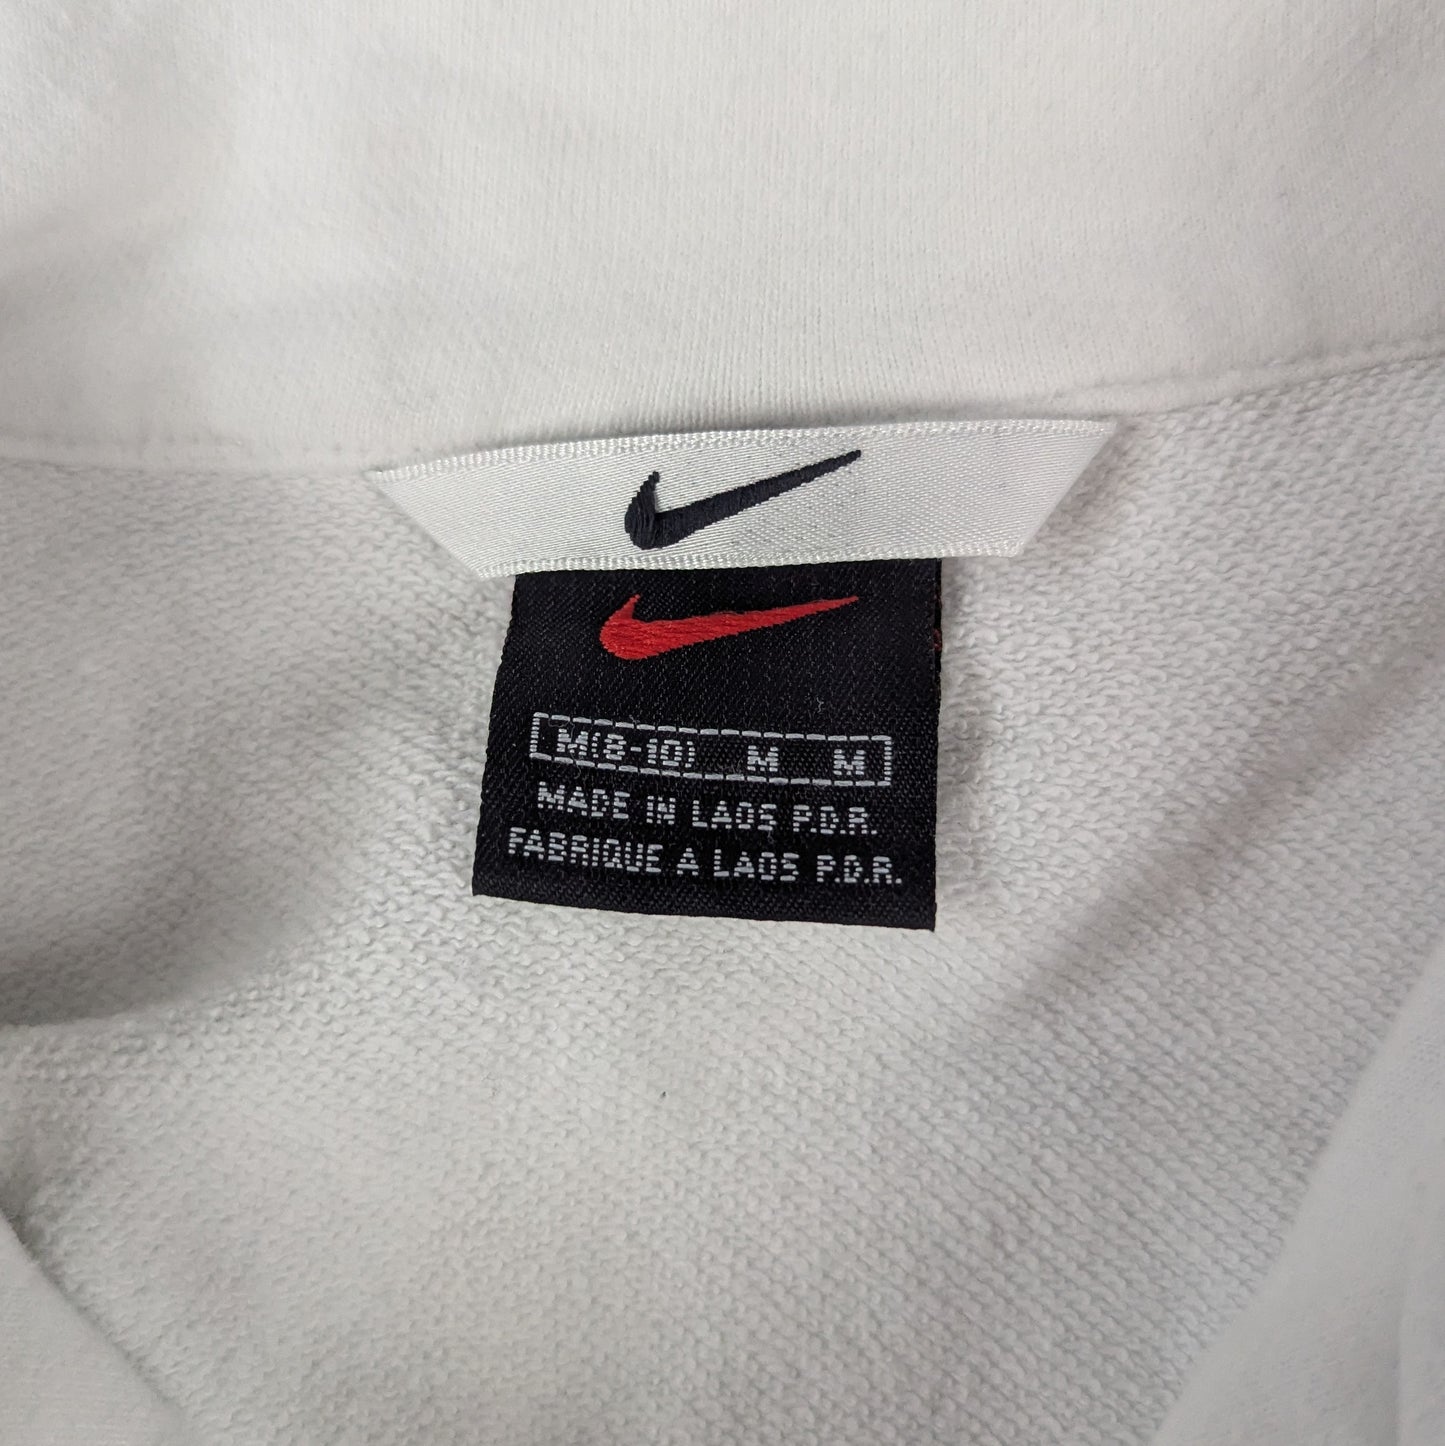 M(8-10) M M
MADE IN LAOS P.D.R.
FABRIQUE A LAOS P.D.R.